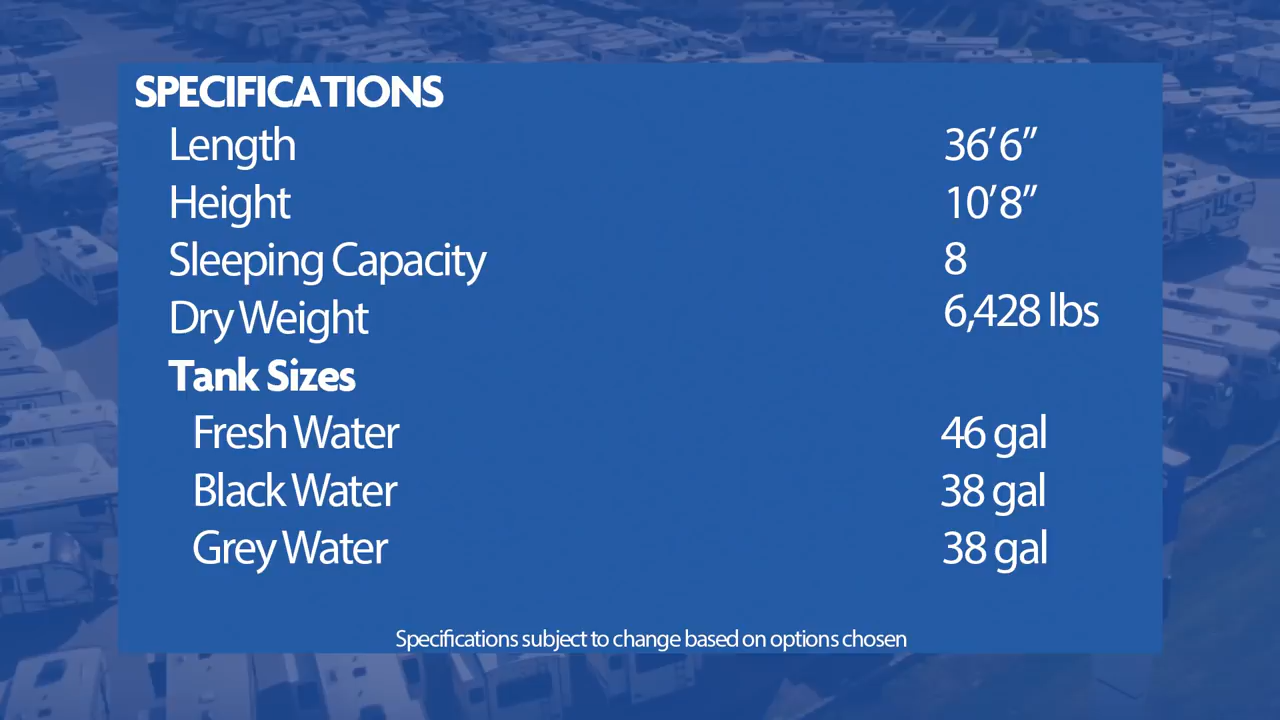 SPECIFICATIONS
Length 36’6”
Height 10’8”
Sleeping Capacity 8
Dry Weight 6,428 lbs
Tank Sizes
Fresh Water 46 gal
Black Water 38 gal
Grey Water 38 gal
Specifications subject to change based on options chosen